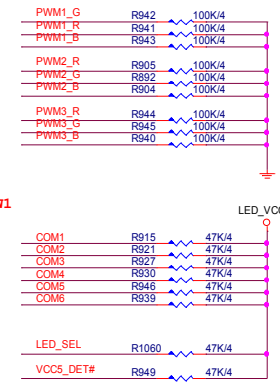 PWM1_G R942 100K/4
PWM1_R R941 100K/4
PWM1_B R943 100K/4
PWM2_R R905 100K/4
PWM2_G R892 100K/4
PWM2_B R904 100K/4
PWM3_R R944 100K/4
PWM3_G R945 100K/4
PWM3_B R940 100K/4
LED_VCC
COM1 R915 47K/4
COM2 R921 47K/4
COM3 R927 47K/4
COM4 R930 47K/4
COM5 R946 47K/4
COM6 R939 47K/4
LED_SEL R1060 47K/4
VCC5_DET# R949 47K/4